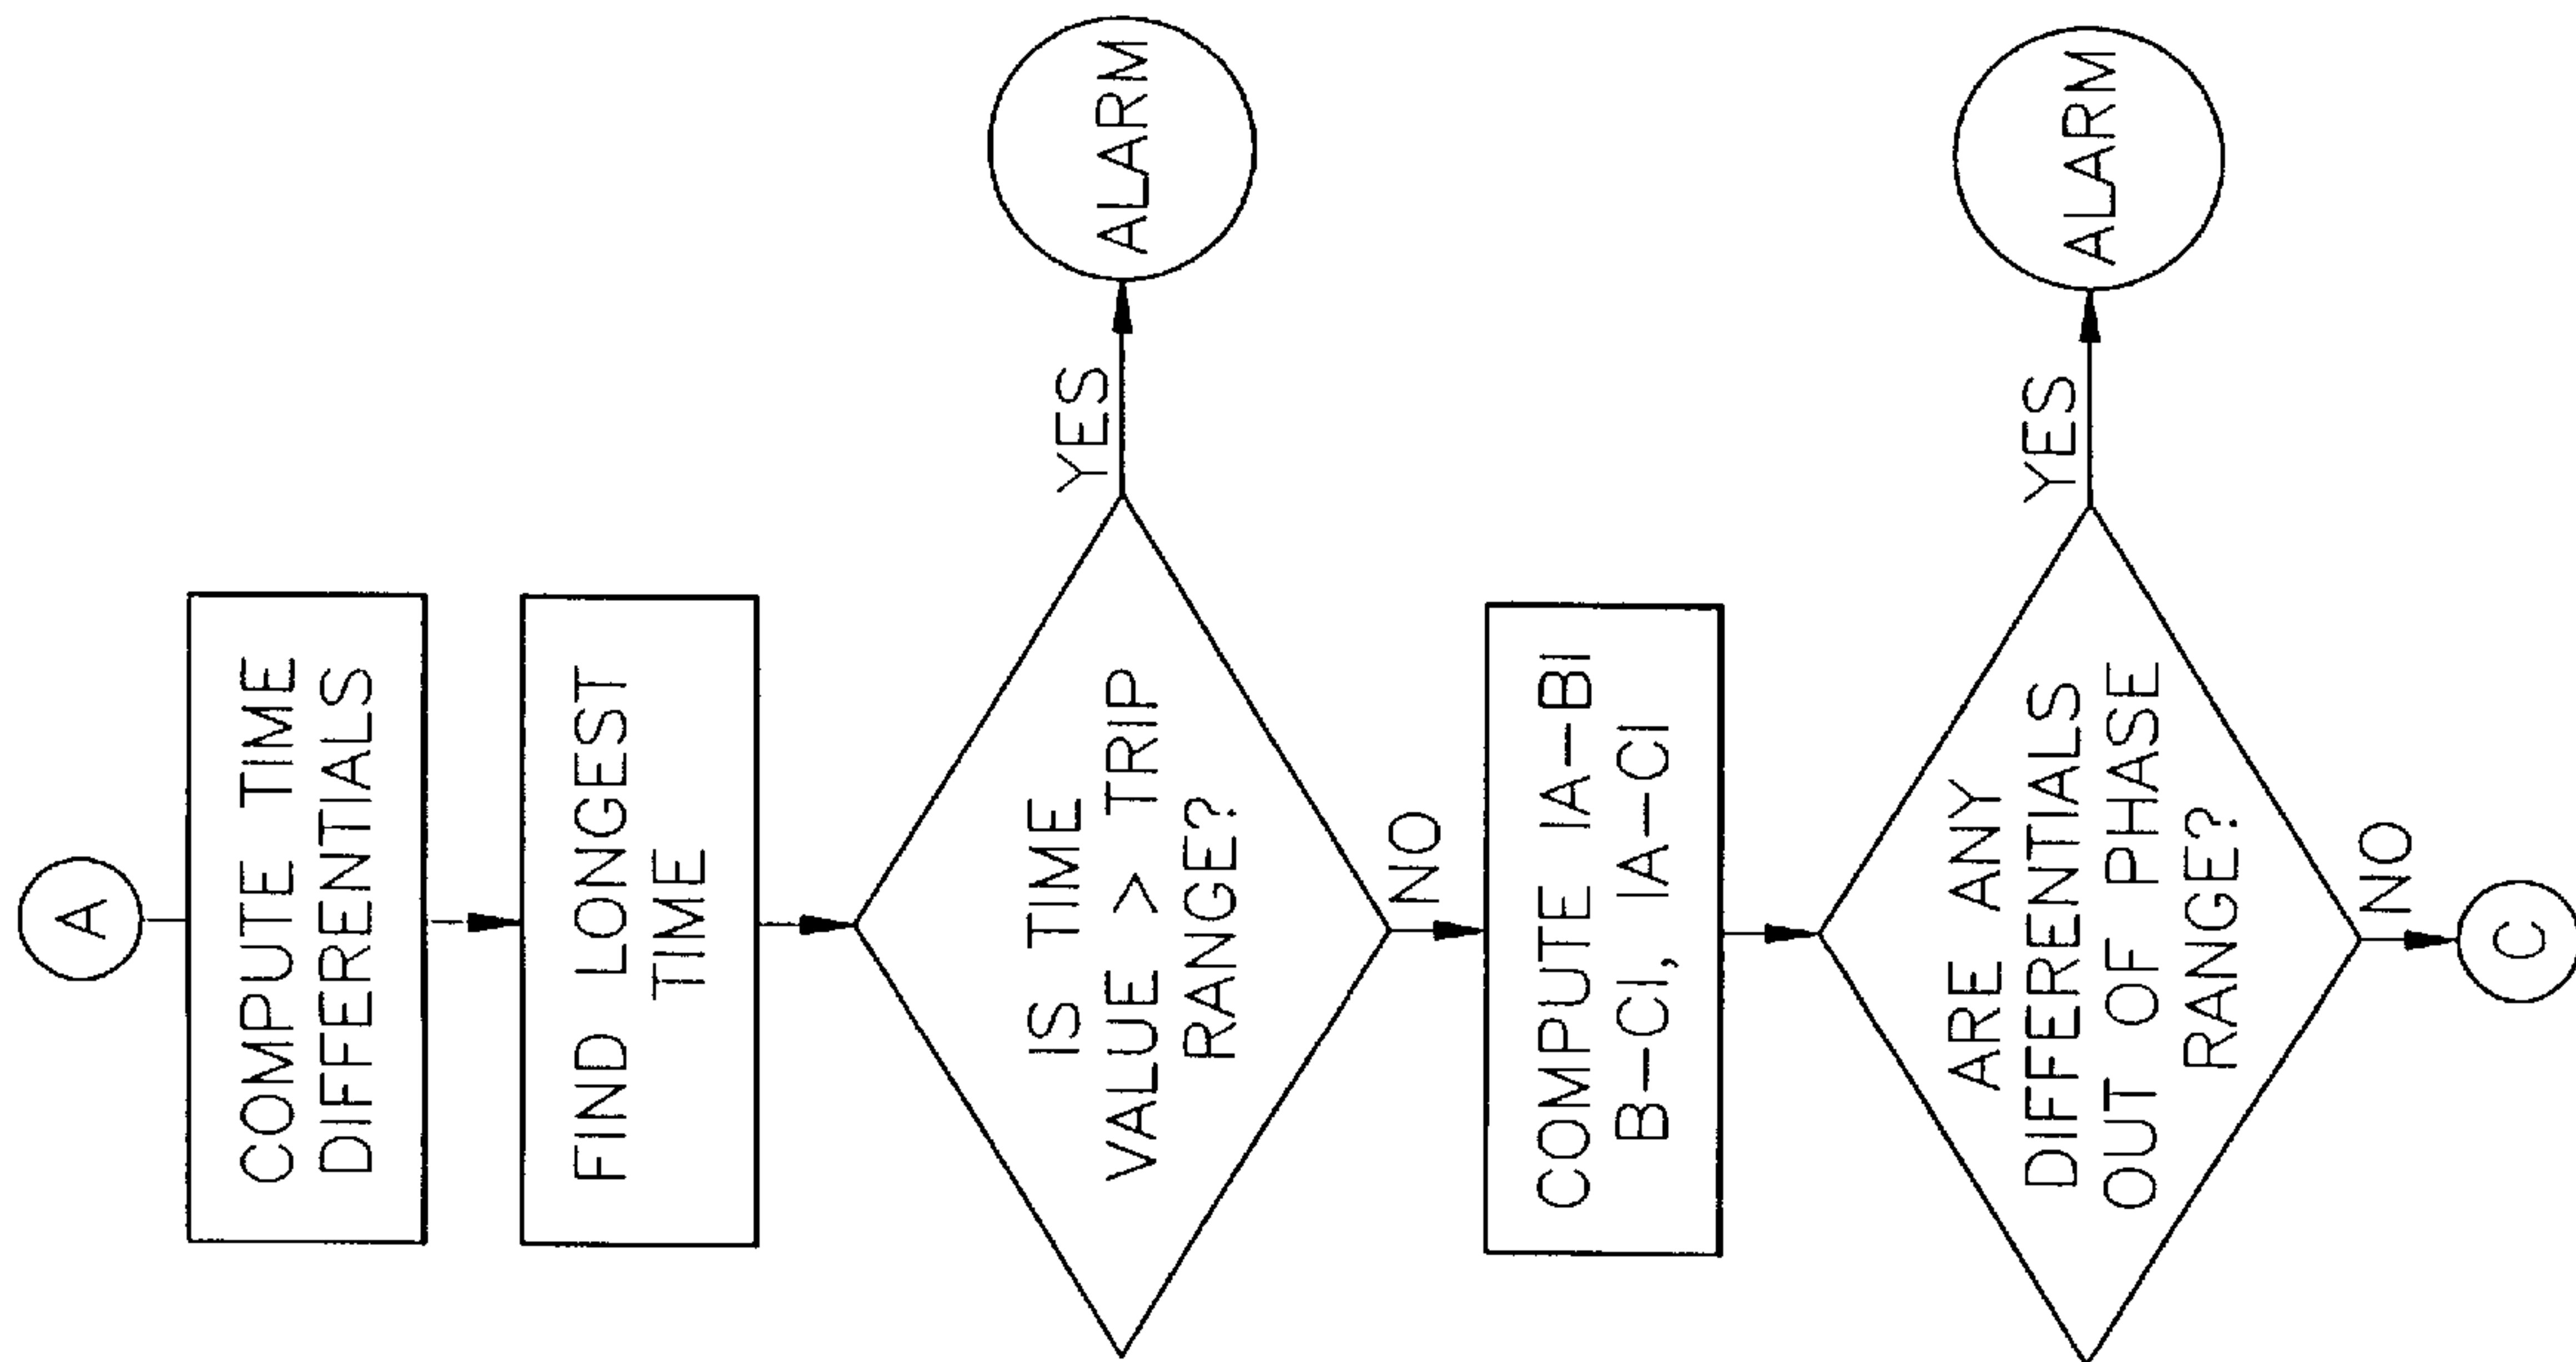 A
COMPUTE TIME
DIFFERENTIALS
FIND LONGEST
TIME
IS TIME
VALUE > TRIP
RANGE?
YES
ALARM
NO
COMPUTE IA-BI
B-CI, IA-CI
ARE ANY
DIFFERENTIALS
OUT OF PHASE
RANGE?
YES
ALARM
NO
C